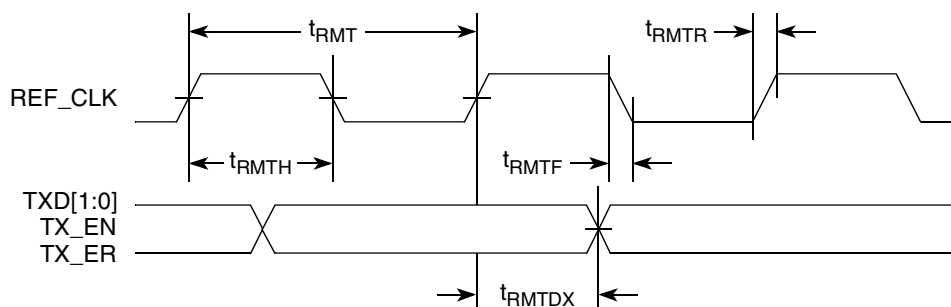 tRMT
tRMTR
REF_CLK
tRMTH
tRMTF
TXD[1:0]
TX_EN
TX_ER
tRMTDX